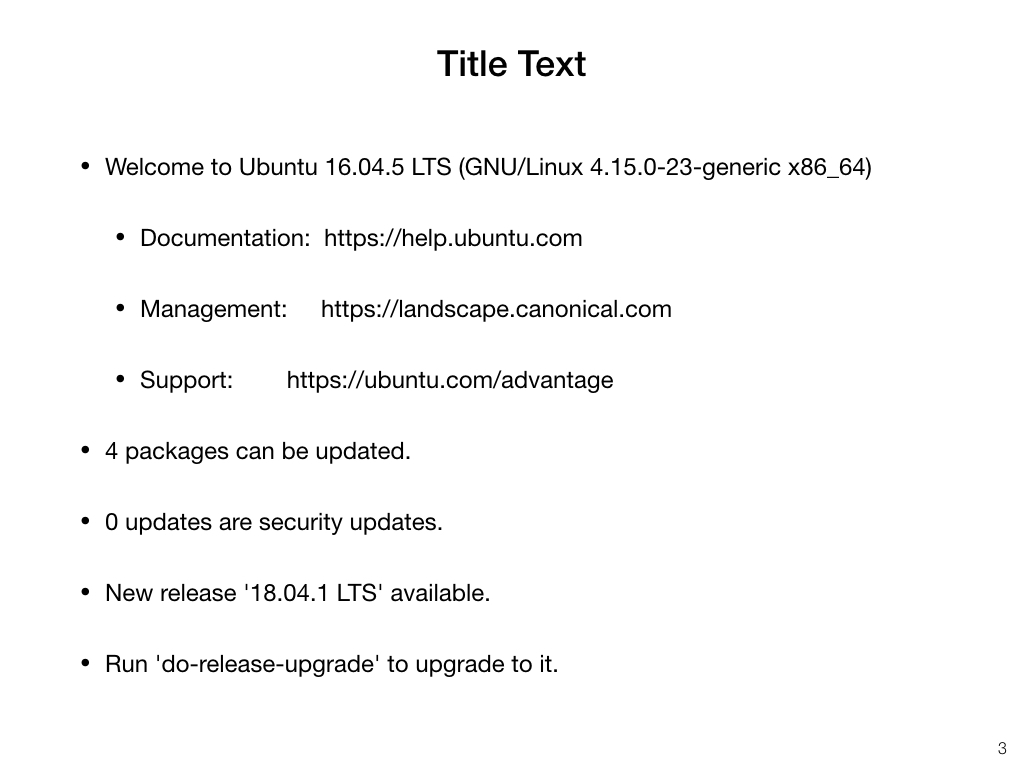 Title Text
• Welcome to Ubuntu 16.04.5 LTS (GNU/Linux 4.15.0-23-generic x86_64)
• Documentation:  https://help.ubuntu.com
• Management:     https://landscape.canonical.com
• Support:        https://ubuntu.com/advantage
• 4 packages can be updated.
• 0 updates are security updates.
• New release '18.04.1 LTS' available.
• Run 'do-release-upgrade' to upgrade to it.
3